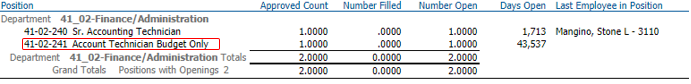 Position Approved Count Number Filled Number Open Days Open Last Employee in Position
Department 41_02-Finance/Administration
41-02-240 Sr. Accounting Technician 1.0000 .0000 1.0000 1,713 Mangino, Stone L - 3110
41-02-241 Account Technician Budget Only 1.0000 .0000 1.0000 43,537
Department 41_02-Finance/Administration Totals 2.0000 0.0000 2.0000
Grand Totals Positions with Openings 2 2.0000 0.0000 2.0000